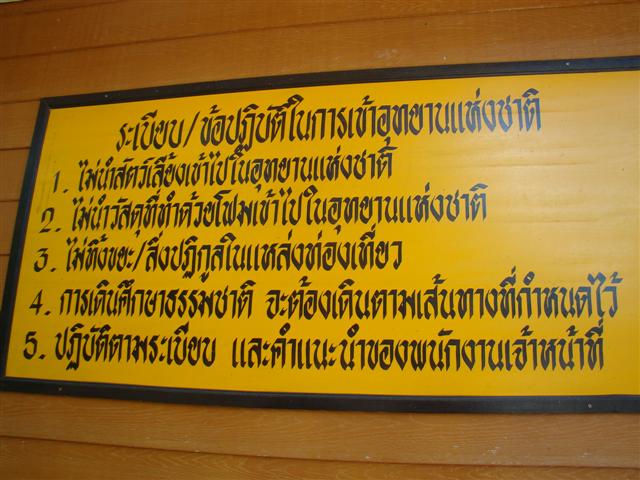 ระเบียบ/ข้อปฏิบัติในการเข้าอุทยานแห่งชาติ
1. ไม่นำสัตว์เลี้ยงเข้าไปในอุทยานแห่งชาติ
2. ไม่นำวัสดุที่ทำด้วยโฟมเข้าไปในอุทยานแห่งชาติ
3. ไม่ทิ้งขยะ/สิ่งปฏิกูลในแหล่งท่องเที่ยว
4. การเดินศึกษาธรรมชาติ จะต้องเดินตามเส้นทางที่กำหนดไว้
5. ปฏิบัติตามระเบียบ และคำแนะนำของพนักงานเจ้าหน้าที่